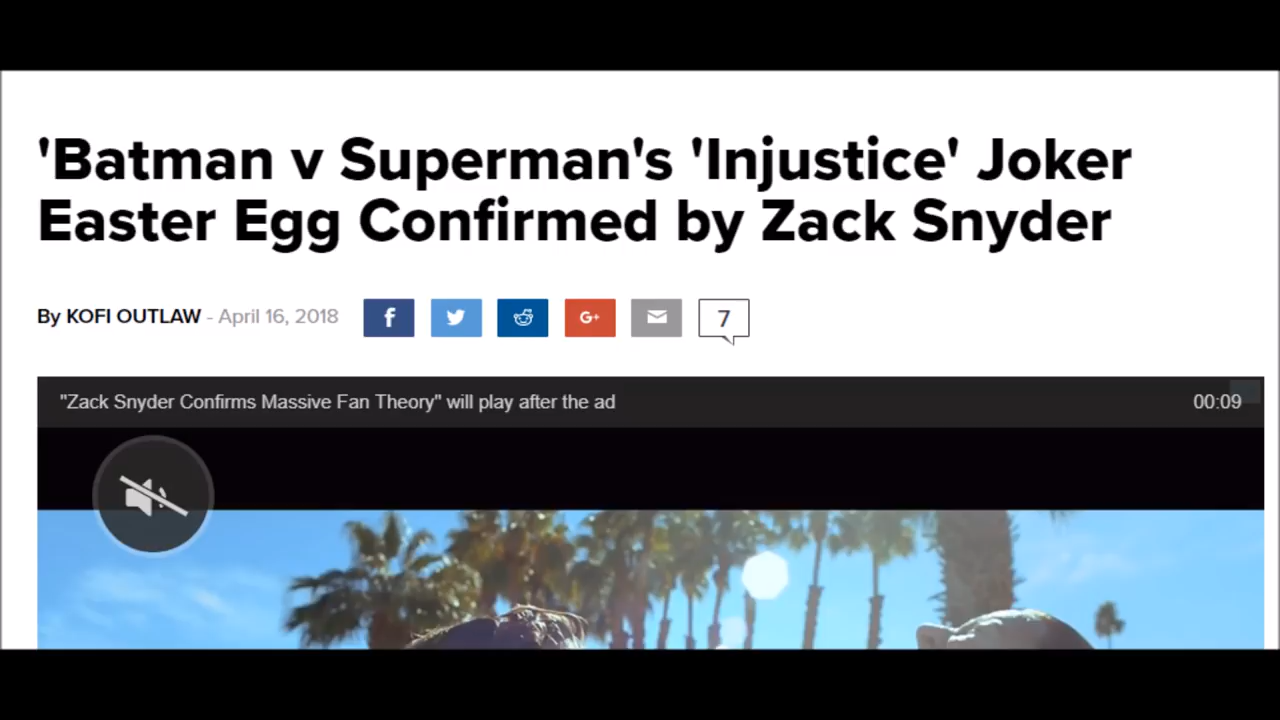 'Batman v Superman's 'Injustice' Joker
Easter Egg Confirmed by Zack Snyder
By KOFI OUTLAW - April 16, 2018
f
G+
7
"Zack Snyder Confirms Massive Fan Theory" will play after the ad
00:09